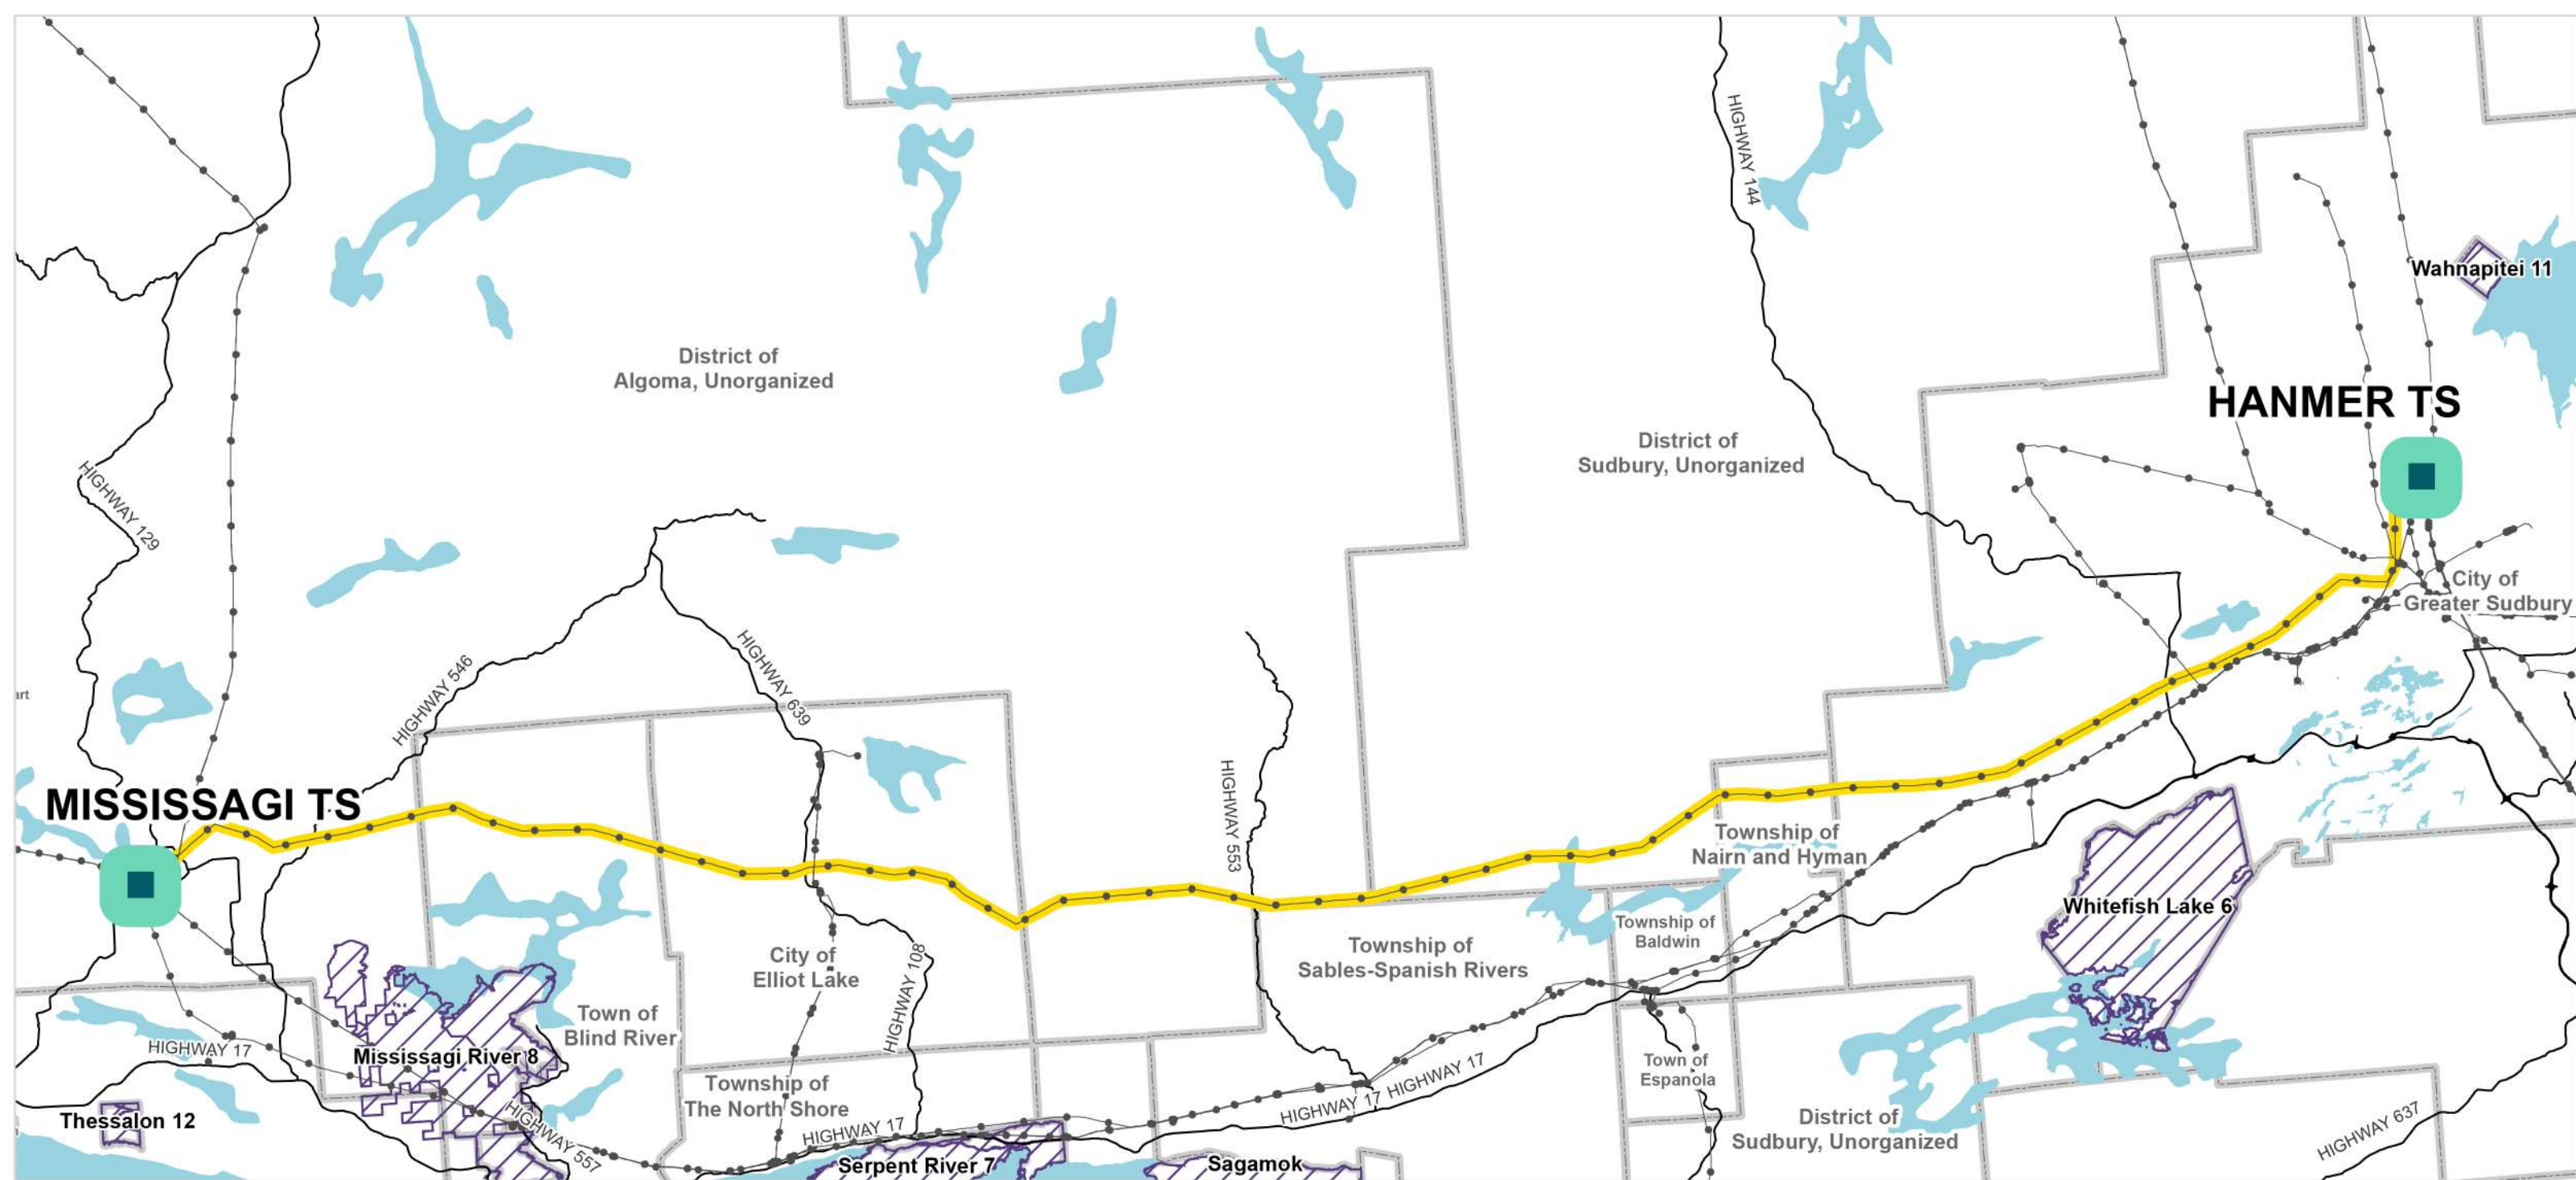 HIGHWAY 144
Wahnapitei 11
District of
Algoma, Unorganized
HANMER TS
District of
Sudbury, Unorganized
HIGHWAY 129
City of
Greater Sudbury
HIGHWAY 546
HIGHWAY 639
art
MISSISSAGI TS
HIGHWAY 553
Township of
Nairn and Hyman
Whitefish Lake 6
Township of
Baldwin
City of
Elliot Lake
HIGHWAY 108
Township of
Sables-Spanish Rivers
Town of
Blind River
HIGHWAY 17
Mississagi River 8
Town of
Espanola
Township of
The North Shore
HIGHWAY 17
HIGHWAY 17
HIGHWAY 17
Thessalon 12
HIGHWAY 557
District of
Sudbury, Unorganized
HIGHWAY 637
Serpent River 7
Sagamok